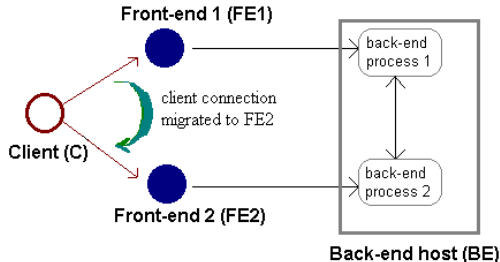 Front-end 1 (FE1)
back-end
process 1
client connection
migrated to FE2
Client (C)
back-end
process 2
Front-end 2 (FE2)
Back-end host (BE)